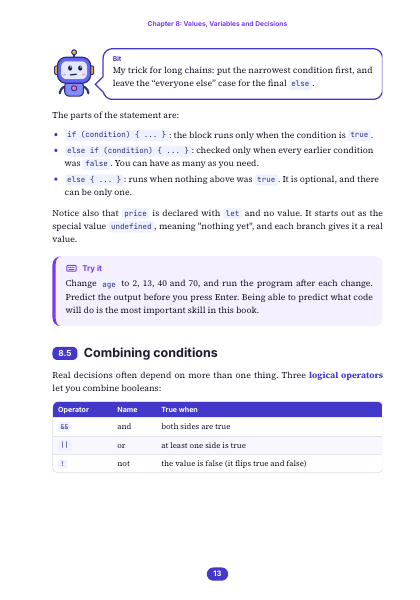 Chapter 8: Values, Variables and Decisions
Bit
My trick for long chains: put the narrowest condition first, and
leave the “everyone else” case for the final else .
The parts of the statement are:
• if (condition) { ... } : the block runs only when the condition is true .
• else if (condition) { ... } : checked only when every earlier condition
was false . You can have as many as you need.
• else { ... } : runs when nothing above was true . It is optional, and there
can be only one.
Notice also that price is declared with let and no value. It starts out as the
special value undefined , meaning "nothing yet", and each branch gives it a real
value.
Try it
Change age to 2, 13, 40 and 70, and run the program after each change.
Predict the output before you press Enter. Being able to predict what code
will do is the most important skill in this book.
8.5 Combining conditions
Real decisions often depend on more than one thing. Three logical operators
let you combine booleans:
Operator Name True when
&& and both sides are true
|| or at least one side is true
! not the value is false (it flips true and false)
13